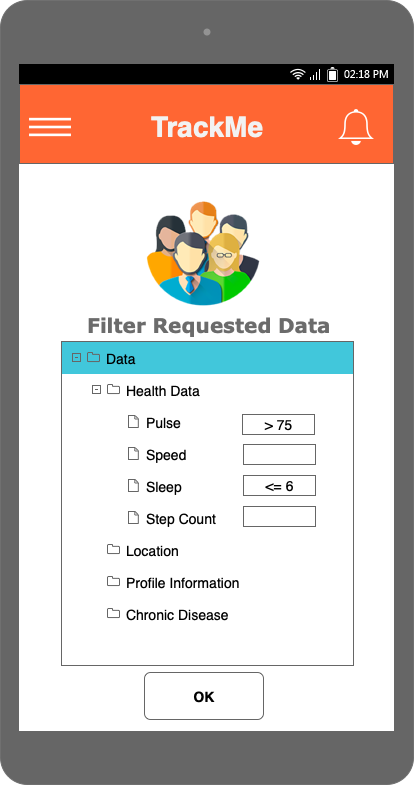 02:18 PM
TrackMe
Filter Requested Data
Data
Health Data
Pulse > 75
Speed
Sleep <= 6
Step Count
Location
Profile Information
Chronic Disease
OK